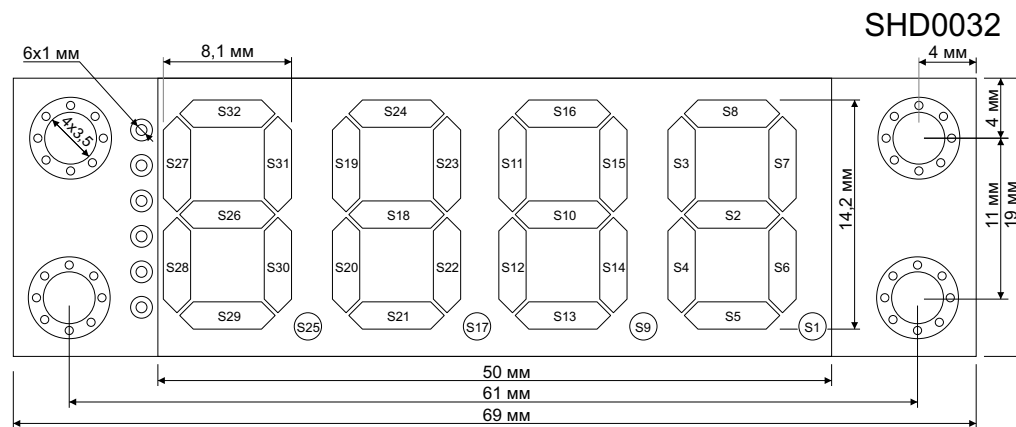 SHD0032
6x1 мм
8,1 мм
4 мм
4x3,5
4 мм
S32
S24
S16
S8
S27
S31
S19
S23
S11
S15
S3
S7
S26
S18
S10
S2
14,2 мм
11 мм
19 мм
S28
S30
S20
S22
S12
S14
S4
S6
S29
S21
S13
S5
S25
S17
S9
S1
50 мм
61 мм
69 мм